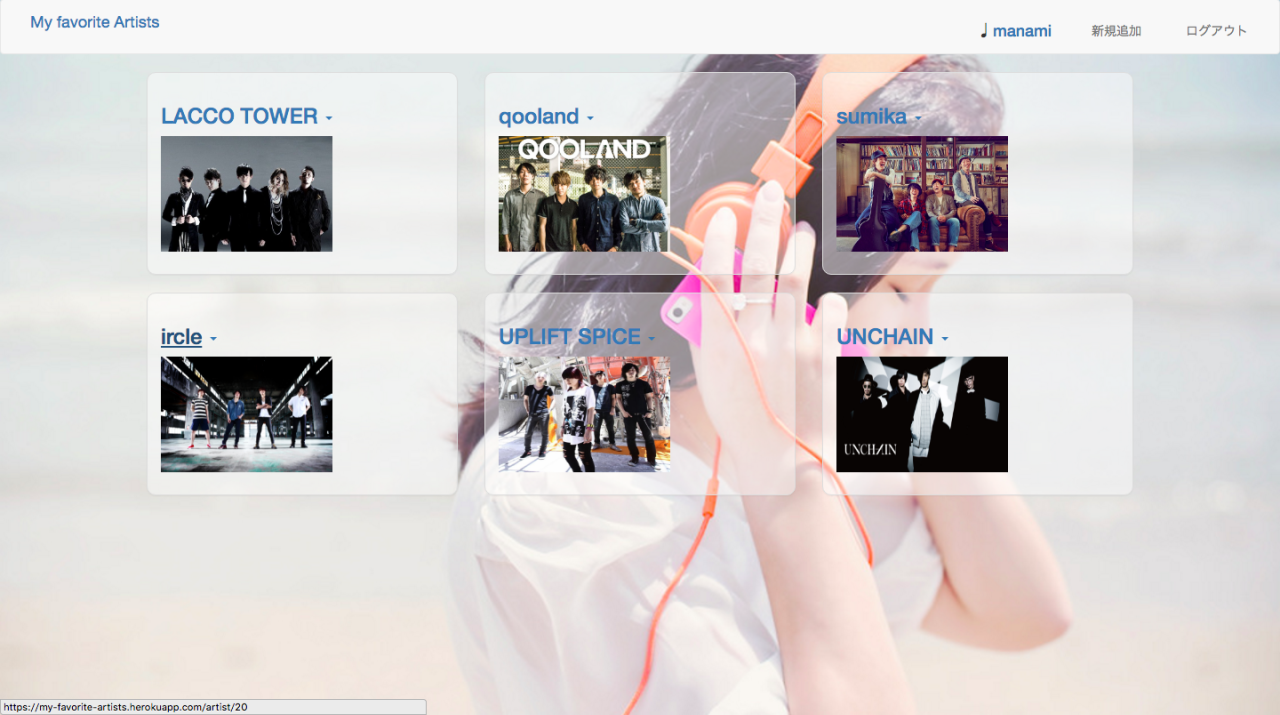 My favorite Artists
♩ manami 新規追加 ログアウト
LACCO TOWER
qooland
sumika
QOOLAND
ircle
UPLIFT SPICE
UNCHAIN
UNCHAIN
https://my-favorite-artists.herokuapp.com/artist/20